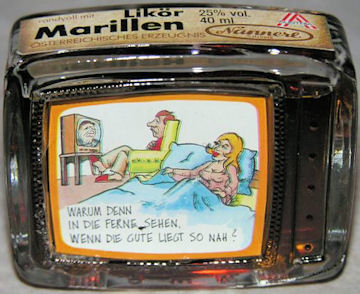 randvoll mit
Likör 25% vol.
Marillen 40 ml
ÖSTERREICHISCHES ERZEUGNIS
Nannerl
WARUM DENN
IN DIE FERNE SEHEN,
WENN DIE GUTE LIEGT SO NAH?